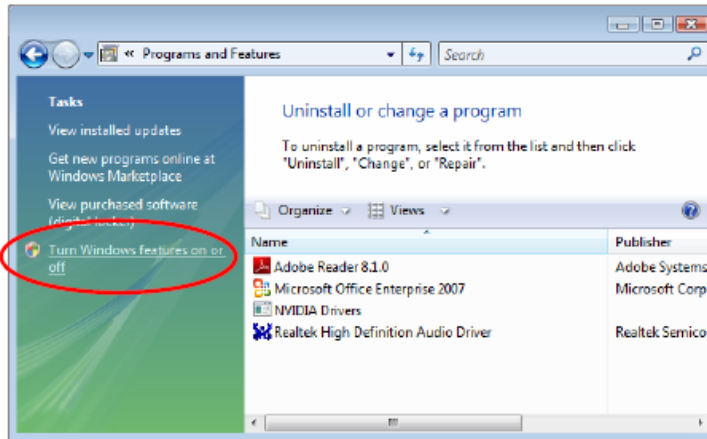 « Programs and Features
Search
Tasks
View installed updates
Get new programs online at
Windows Marketplace
View purchased software
(digital locker)
Turn Windows features on or
off
Uninstall or change a program
To uninstall a program, select it from the list and then click
"Uninstall", "Change", or "Repair".
Organize Views
Name Publisher
Adobe Reader 8.1.0 Adobe Systems
Microsoft Office Enterprise 2007 Microsoft Corp
NVIDIA Drivers
Realtek High Definition Audio Driver Realtek Semico